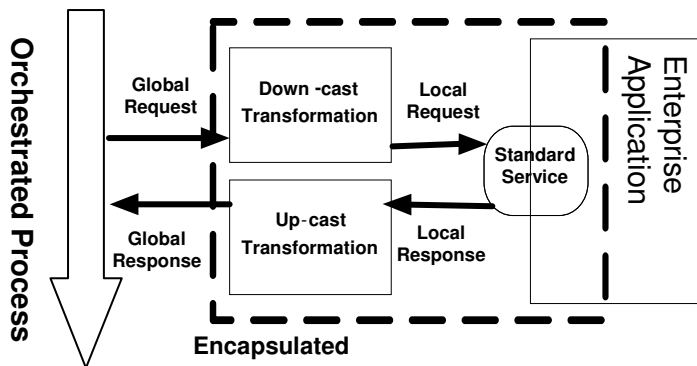 Orchestrated Process
Global
Request
Down -cast
Transformation
Local
Request
Standard
Service
Enterprise
Application
Up-cast
Transformation
Global
Response
Local
Response
Encapsulated